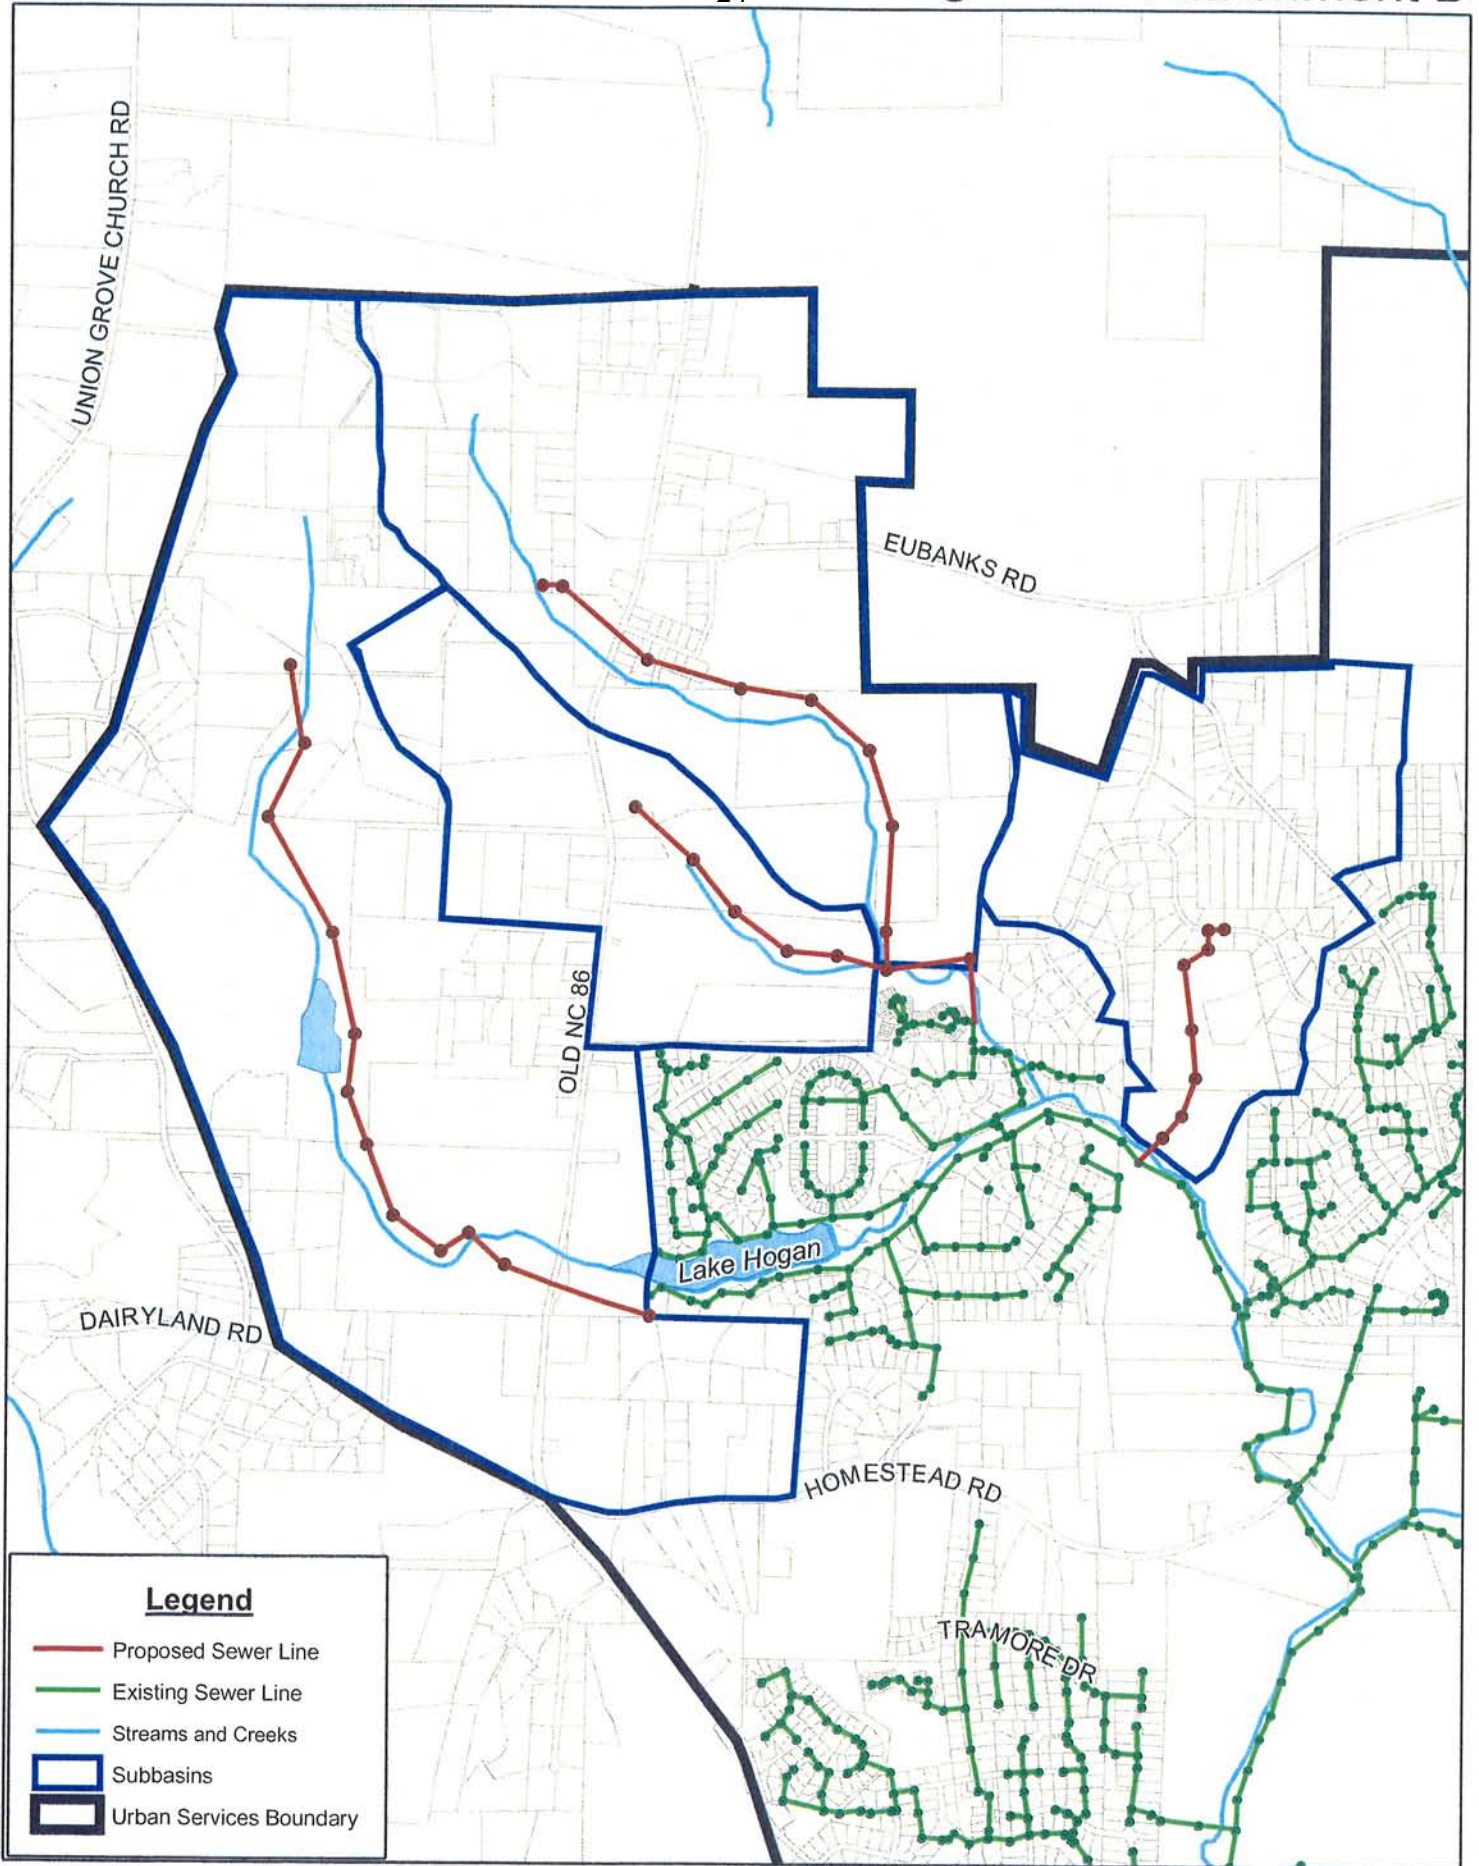 UNION GROVE CHURCH RD
EUBANKS RD
OLD NC 86
Lake Hogan
DAIRYLAND RD
HOMESTEAD RD
TRAMORE DR
Legend
Proposed Sewer Line
Existing Sewer Line
Streams and Creeks
Subbasins
Urban Services Boundary